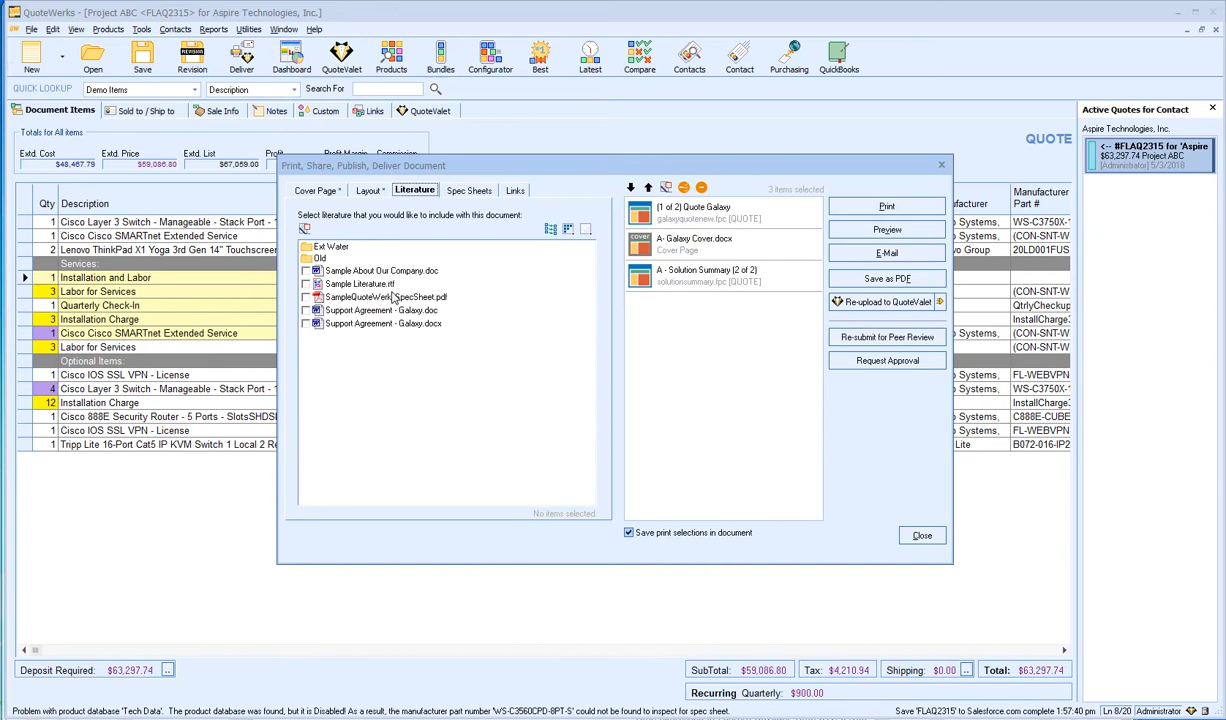 QuoteWerks - [Project ABC <FLAQ2315> for Aspire Technologies, Inc.]
File Edit View Products Tools Contacts Reports Utilities Window Help
New Open Save Revision Deliver Dashboard QuoteValet Products Bundles Configurator Best Latest Compare Contacts Contact Purchasing QuickBooks
QUICK LOOKUP Demo Items Description Search For
Document Items Sold to / Ship to Sale Info Notes Custom Links QuoteValet
Active Quotes for Contact
Aspire Technologies, Inc.
Totals for All items
QUOTE
Extd. Cost Extd. Price Extd. List Profit Profit Margin Commission
$48,467.79 $59,086.80 $67,059.00
<-- #FLAQ2315 for 'Aspire
$63,297.74 Project ABC
[Administrator] 5/3/2018
Print, Share, Publish, Deliver Document
Cover Page * Layout * Literature Spec Sheets Links
Select literature that you would like to include with this document:
Ext Water
Old
Sample About Our Company.doc
Sample Literature.rtf
SampleQuoteWerksSpecSheet.pdf
Support Agreement - Galaxy.doc
Support Agreement - Galaxy.docx
No items selected
3 items selected
(1 of 2) Quote Galaxy
galaxyquotenew.fpc [QUOTE]
A- Galaxy Cover.docx
Cover Page
A - Solution Summary (2 of 2)
solutionsummary.fpc [QUOTE]
Save print selections in document
Print
Preview
E-Mail
Save as PDF
Re-upload to QuoteValet
Re-submit for Peer Review
Request Approval
Close
Qty Description
Manufacturer
Part #
1 Cisco Layer 3 Switch - Manageable - Stack Port - 1 o Systems, WS-C3750X-
1 Cisco Cisco SMARTnet Extended Service o Systems, CON-SNT-W
2 Lenovo ThinkPad X1 Yoga 3rd Gen 14" Touchscreen vo Group 20LD001FUS
Services:
1 Installation and Labor
3 Labor for Services (CON-SNT-W
1 Quarterly Check-In QtrlyCheckup
3 Installation Charge InstallCharge3
1 Cisco Cisco SMARTnet Extended Service o Systems, CON-SNT-W
3 Labor for Services (CON-SNT-W
Optional Items:
1 Cisco IOS SSL VPN - License o Systems, FL-WEBVPN
4 Cisco Layer 3 Switch - Manageable - Stack Port - 1 o Systems, WS-C3750X-
12 Installation Charge InstallCharge3
1 Cisco 888E Security Router - 5 Ports - SlotsSHDSL o Systems, C888E-CUBE
1 Cisco IOS SSL VPN - License o Systems, FL-WEBVPN
1 Tripp Lite 16-Port Cat5 IP KVM Switch 1 Local 2 Re Lite B072-016-IP2
Deposit Required: $63,297.74 ..
SubTotal: $59,086.80 Tax: $4,210.94 Shipping: $0.00 .. Total: $63,297.74
Recurring Quarterly: $900.00
Problem with product database 'Tech Data'. The product database was found, but it is Disabled! As a result, the manufacturer part number 'WS-C3560CPD-8PT-S' could not be found to inspect for spec sheet.
Save 'FLAQ2315' to Salesforce.com complete 1:57:40 pm Ln 8/20 Administrator